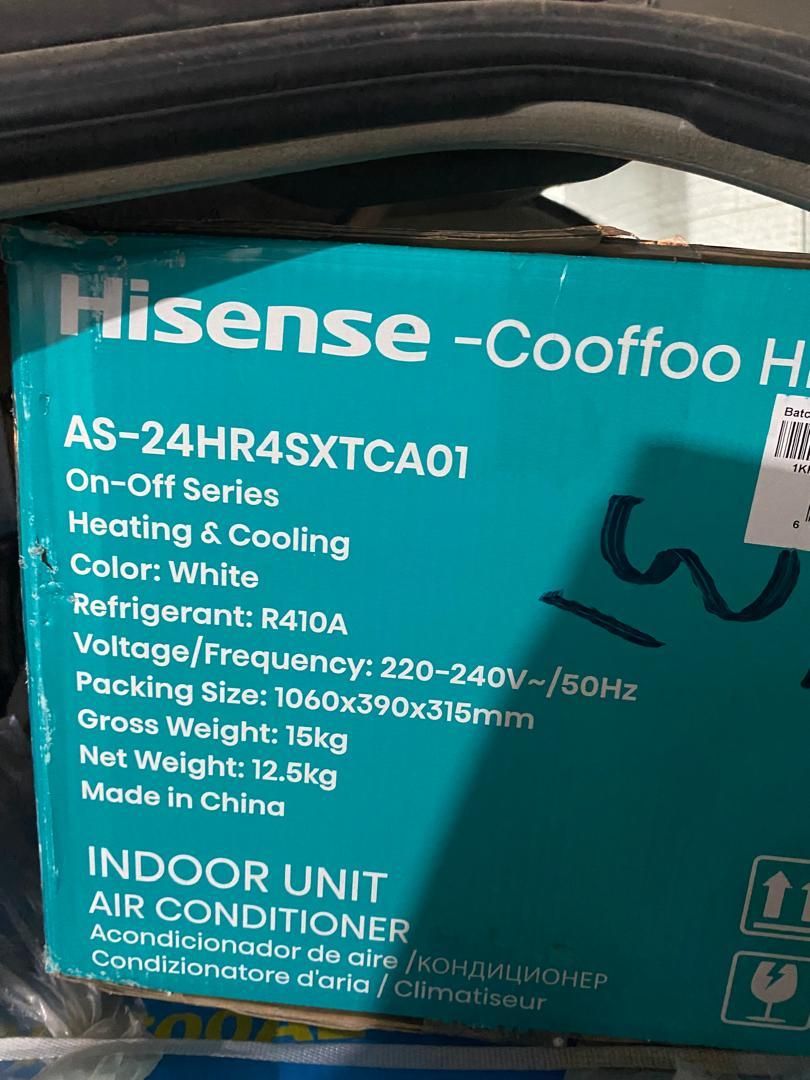 Hisense -Cooffoo
AS-24HR4SXTCA01
On-Off Series
Heating & Cooling
Color: White
Refrigerant: R410A
Voltage/Frequency: 220-240V~/50Hz
Packing Size: 1060x390x315mm
Gross Weight: 15kg
Net Weight: 12.5kg
Made in China
INDOOR UNIT
AIR CONDITIONER
Acondicionador de aire /КОНДИЦИОНЕР
Condizionatore d'aria / Climatiseur